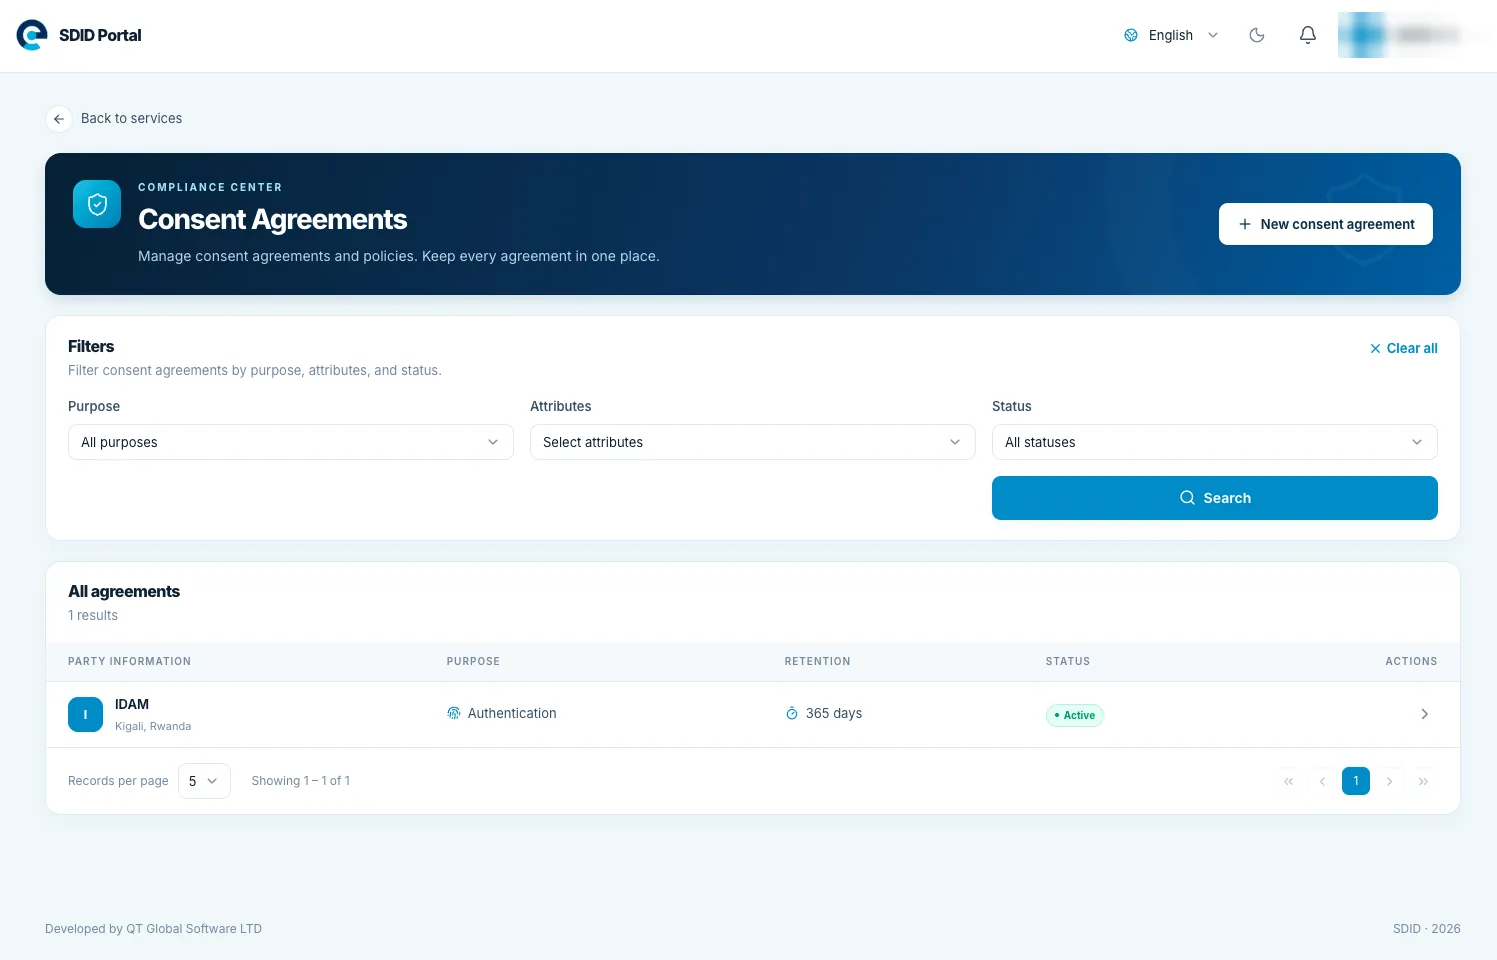 SDID Portal
English
Back to services
COMPLIANCE CENTER
Consent Agreements
Manage consent agreements and policies. Keep every agreement in one place.
New consent agreement
Filters
Clear all
Filter consent agreements by purpose, attributes, and status.
Purpose
Attributes
Status
All purposes
Select attributes
All statuses
Search
All agreements
1 results
PARTY INFORMATION
PURPOSE
RETENTION
STATUS
ACTIONS
I
IDAM
Kigali, Rwanda
Authentication
365 days
Active
Records per page
5
Showing 1 – 1 of 1
« ‹ 1 › »
Developed by QT Global Software LTD
SDID · 2026